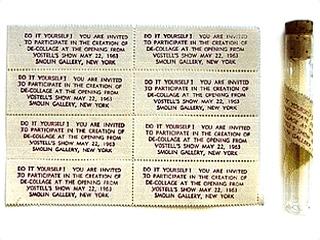 DO IT YOURSELF! YOU ARE INVITED
TO PARTICIPATE IN THE CREATION OF
DE-COLLAGE AT THE OPENING FROM
VOSTELL'S SHOW MAY 22, 1963
SMOLIN GALLERY, NEW YORK
DO IT YOURSELF! YOU ARE INVITED
TO PARTICIPATE IN THE CREATION OF
DE-COLLAGE AT THE OPENING FROM
VOSTELL'S SHOW MAY 22, 1963
SMOLIN GALLERY, NEW YORK
DO IT YOURSELF! YOU ARE INVITED
TO PARTICIPATE IN THE CREATION OF
DE-COLLAGE AT THE OPENING FROM
VOSTELL'S SHOW MAY 22, 1963
SMOLIN GALLERY, NEW YORK
DO IT YOURSELF! YOU ARE INVITED
TO PARTICIPATE IN THE CREATION OF
DE-COLLAGE AT THE OPENING FROM
VOSTELL'S SHOW MAY 22, 1963
SMOLIN GALLERY, NEW YORK
DO IT YOURSELF! YOU ARE INVITED
TO PARTICIPATE IN THE CREATION OF
DE-COLLAGE AT THE OPENING FROM
VOSTELL'S SHOW MAY 22, 1963
SMOLIN GALLERY, NEW YORK
DO IT YOURSELF! YOU ARE INVITED
TO PARTICIPATE IN THE CREATION OF
DE-COLLAGE AT THE OPENING FROM
VOSTELL'S SHOW MAY 22, 1963
SMOLIN GALLERY, NEW YORK
DO IT YOURSELF! YOU ARE INVITED
TO PARTICIPATE IN THE CREATION OF
DE-COLLAGE AT THE OPENING FROM
VOSTELL'S SHOW MAY 22, 1963
SMOLIN GALLERY, NEW YORK
DO IT YOURSELF! YOU ARE INVITED
TO PARTICIPATE IN THE CREATION OF
DE-COLLAGE AT THE OPENING FROM
VOSTELL'S SHOW MAY 22, 1963
SMOLIN GALLERY, NEW YORK